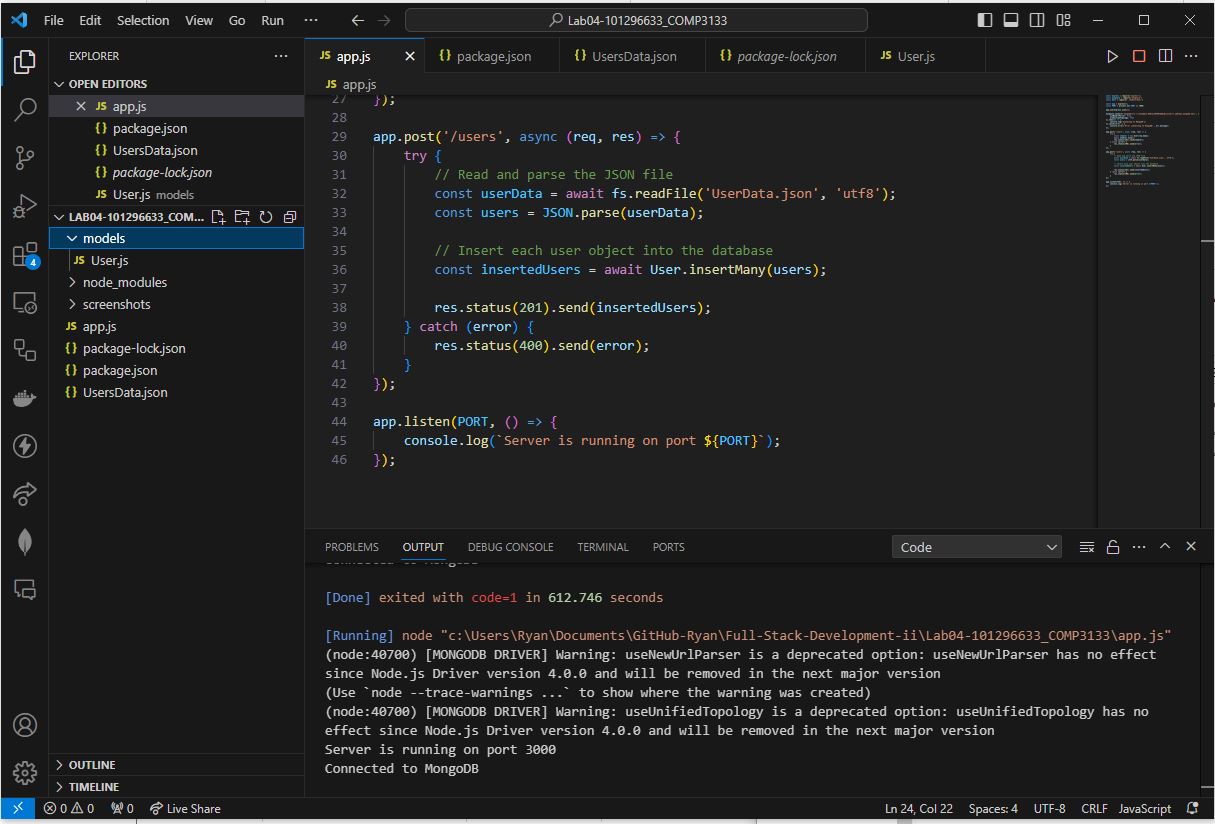 File Edit Selection View Go Run ··· Lab04-101296633_COMP3133
EXPLORER ···
OPEN EDITORS
JS app.js
{} package.json
{} UsersData.json
{} package-lock.json
JS User.js models
LAB04-101296633_COM...
models
JS User.js
node_modules
screenshots
JS app.js
{} package-lock.json
{} package.json
{} UsersData.json
OUTLINE
TIMELINE
4
JS app.js {} package.json {} UsersData.json {} package-lock.json JS User.js ···
JS app.js
27 });
28
29 app.post('/users', async (req, res) => {
30 try {
31 // Read and parse the JSON file
32 const userData = await fs.readFile('UserData.json', 'utf8');
33 const users = JSON.parse(userData);
34
35 // Insert each user object into the database
36 const insertedUsers = await User.insertMany(users);
37
38 res.status(201).send(insertedUsers);
39 } catch (error) {
40 res.status(400).send(error);
41 }
42 });
43
44 app.listen(PORT, () => {
45 console.log(`Server is running on port ${PORT}`);
46 });
PROBLEMS OUTPUT DEBUG CONSOLE TERMINAL PORTS Code ···
Connected to MongoDB
[Done] exited with code=1 in 612.746 seconds
[Running] node "c:\Users\Ryan\Documents\GitHub-Ryan\Full-Stack-Development-ii\Lab04-101296633_COMP3133\app.js"
(node:40700) [MONGODB DRIVER] Warning: useNewUrlParser is a deprecated option: useNewUrlParser has no effect
since Node.js Driver version 4.0.0 and will be removed in the next major version
(Use `node --trace-warnings ...` to show where the warning was created)
(node:40700) [MONGODB DRIVER] Warning: useUnifiedTopology is a deprecated option: useUnifiedTopology has no
effect since Node.js Driver version 4.0.0 and will be removed in the next major version
Server is running on port 3000
Connected to MongoDB
0 0 0 Live Share Ln 24, Col 22 Spaces: 4 UTF-8 CRLF JavaScript